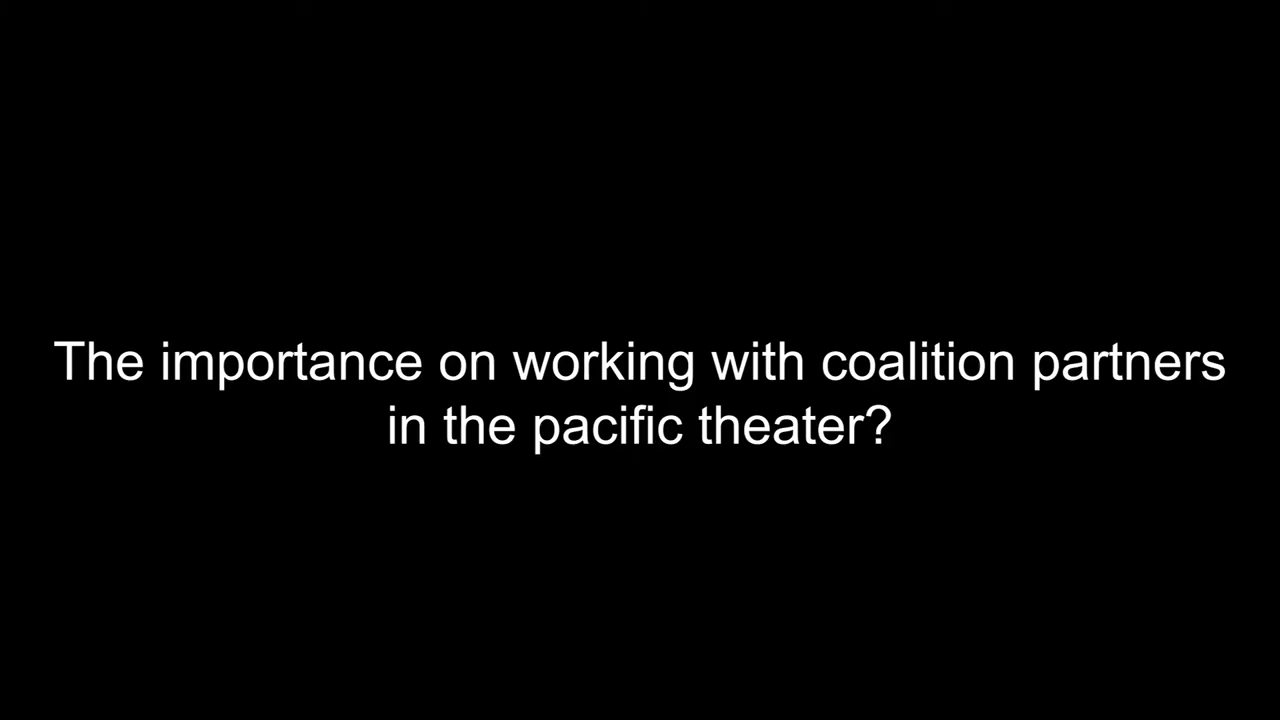 The importance on working with coalition partners
in the pacific theater?